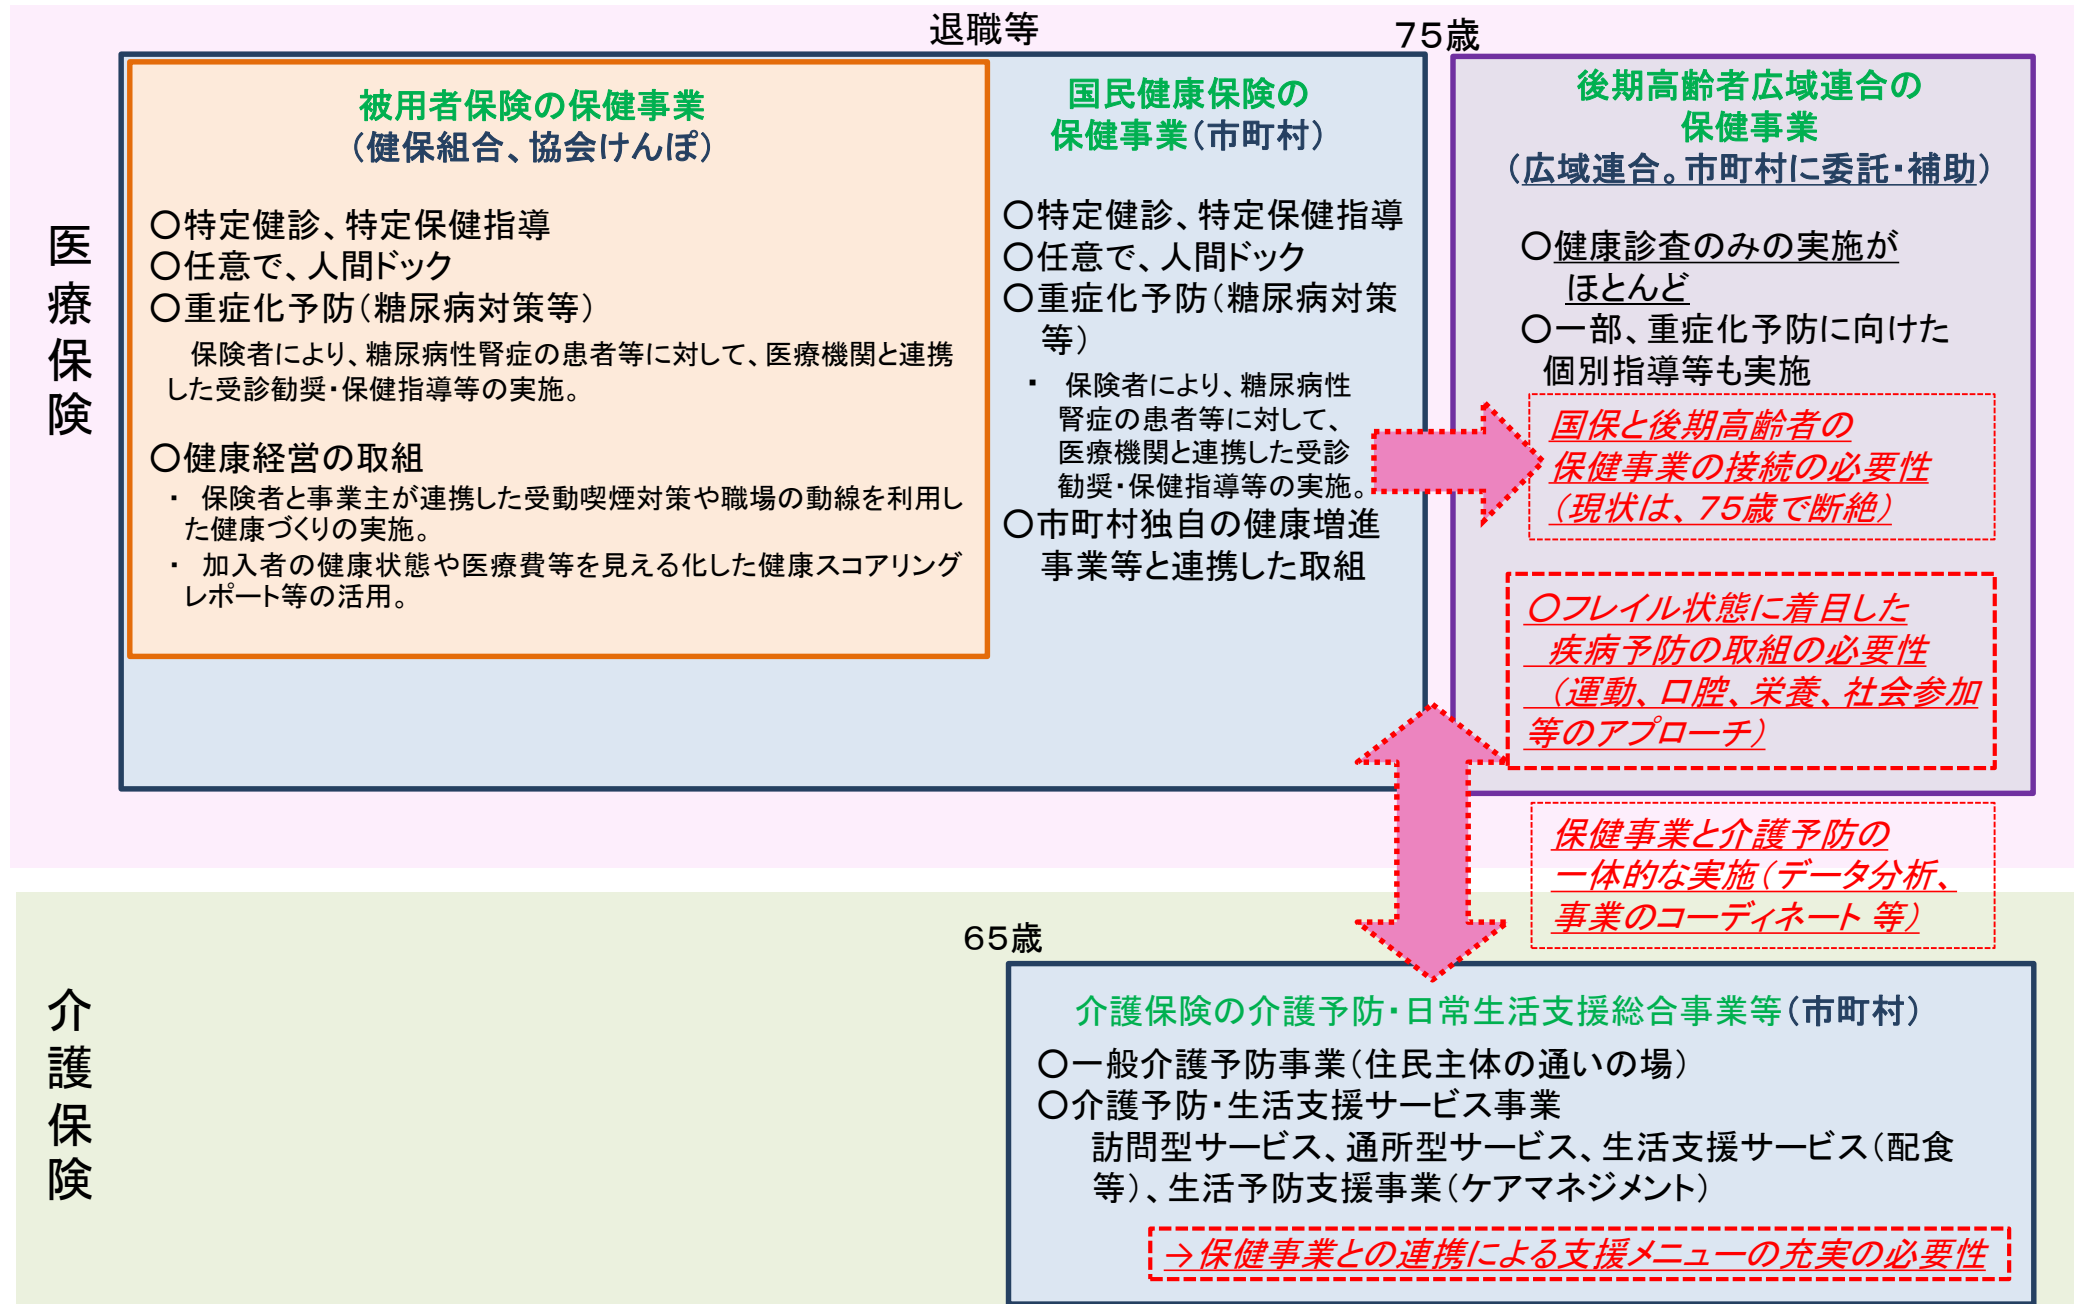 退職等
75歳
医療保険
被用者保険の保健事業
（健保組合、協会けんぽ）
〇特定健診、特定保健指導
〇任意で、人間ドック
〇重症化予防（糖尿病対策等）
保険者により、糖尿病性腎症の患者等に対して、医療機関と連携
した受診勧奨・保健指導等の実施。
〇健康経営の取組
・ 保険者と事業主が連携した受動喫煙対策や職場の動線を利用し
た健康づくりの実施。
・ 加入者の健康状態や医療費等を見える化した健康スコアリング
レポート等の活用。
国民健康保険の
保健事業（市町村）
〇特定健診、特定保健指導
〇任意で、人間ドック
〇重症化予防（糖尿病対策
等）
・ 保険者により、糖尿病性
腎症の患者等に対して、
医療機関と連携した受診
勧奨・保健指導等の実施。
〇市町村独自の健康増進
事業等と連携した取組
後期高齢者広域連合の
保健事業
（広域連合。市町村に委託・補助）
〇健康診査のみの実施が
ほとんど
〇一部、重症化予防に向けた
個別指導等も実施
国保と後期高齢者の
保健事業の接続の必要性
（現状は、75歳で断絶）
〇フレイル状態に着目した
疾病予防の取組の必要性
（運動、口腔、栄養、社会参加
等のアプローチ）
保健事業と介護予防の
一体的な実施（データ分析、
事業のコーディネート 等）
介護保険
65歳
介護保険の介護予防・日常生活支援総合事業等（市町村）
〇一般介護予防事業（住民主体の通いの場）
〇介護予防・生活支援サービス事業
訪問型サービス、通所型サービス、生活支援サービス（配食
等）、生活予防支援事業（ケアマネジメント）
→保健事業との連携による支援メニューの充実の必要性